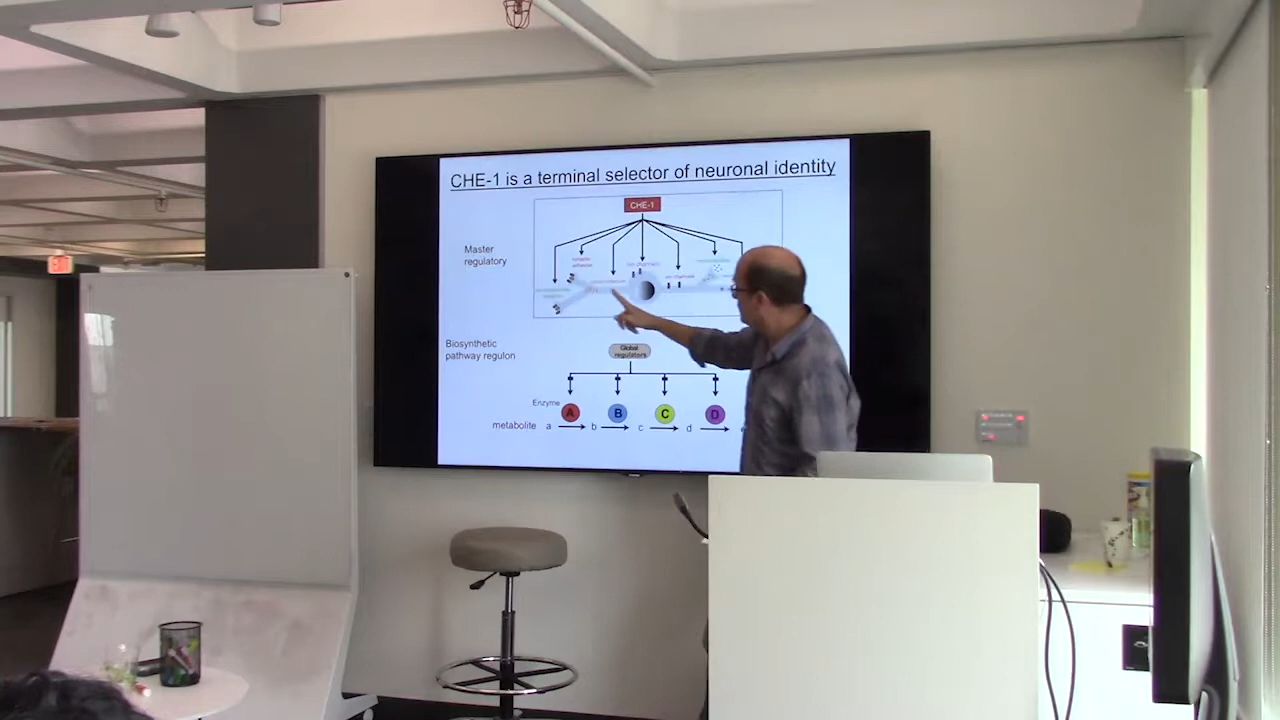 CHE-1 is a terminal selector of neuronal identity
CHE-1
Master
regulatory
Biosynthetic
pathway regulon
Global
regulators
Enzyme
A B C D
metabolite a b c d
EXIT